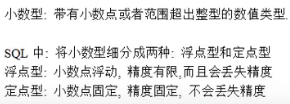 小数型: 带有小数点或者范围超出整型的数值类型.
SQL 中: 将小数型细分成两种: 浮点型和定点型
浮点型: 小数点浮动, 精度有限,而且会丢失精度
定点型: 小数点固定, 精度固定, 不会丢失精度